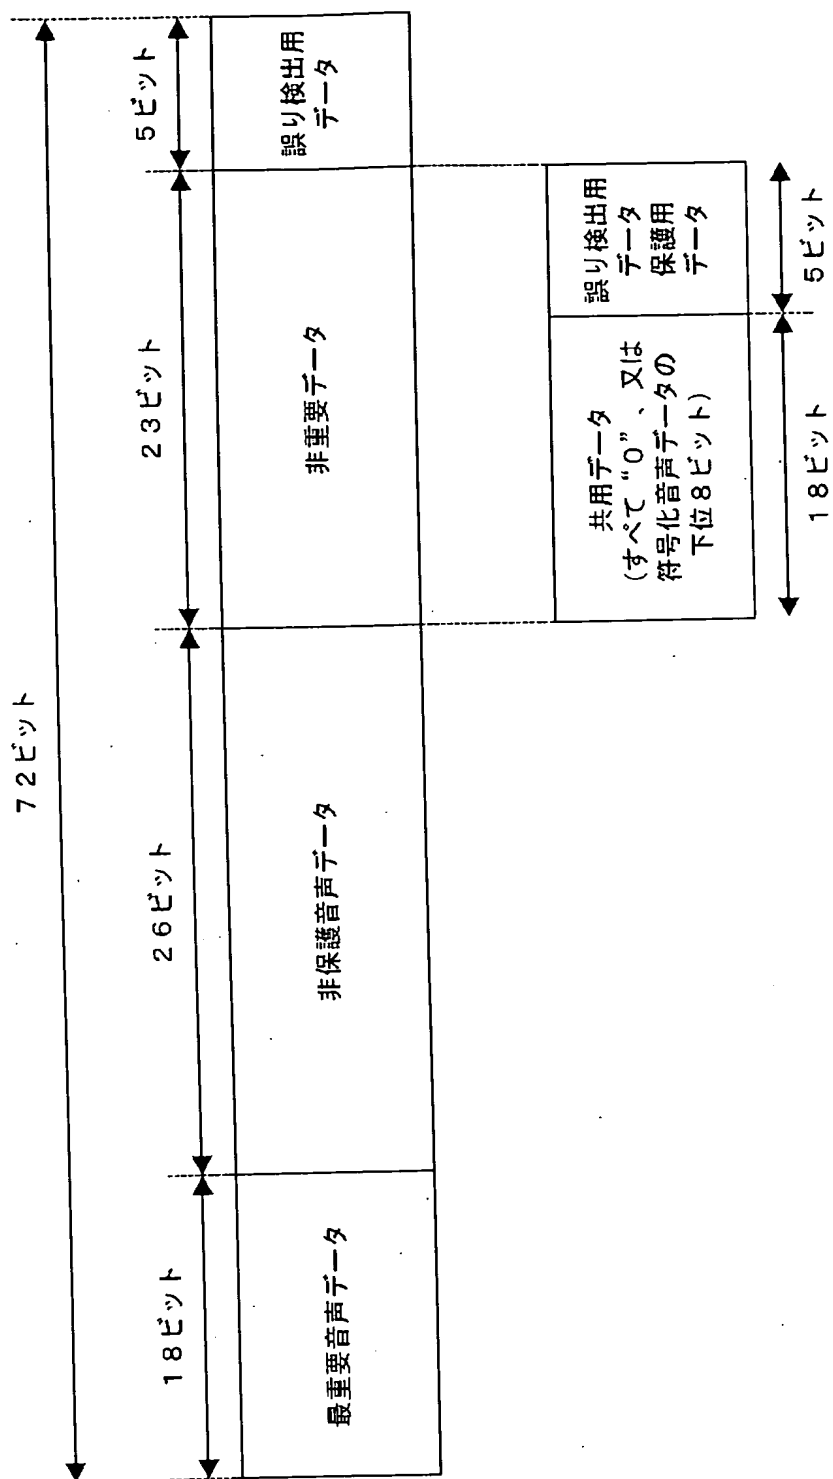 72ビット
18ビット
26ビット
23ビット
5ビット
最重要音声データ
非保護音声データ
非重要データ
誤り検出用
データ
共用データ
(すべて“0”、又は
符号化音声データの
下位8ビット)
誤り検出用
データ
保護用
データ
18ビット
5ビット